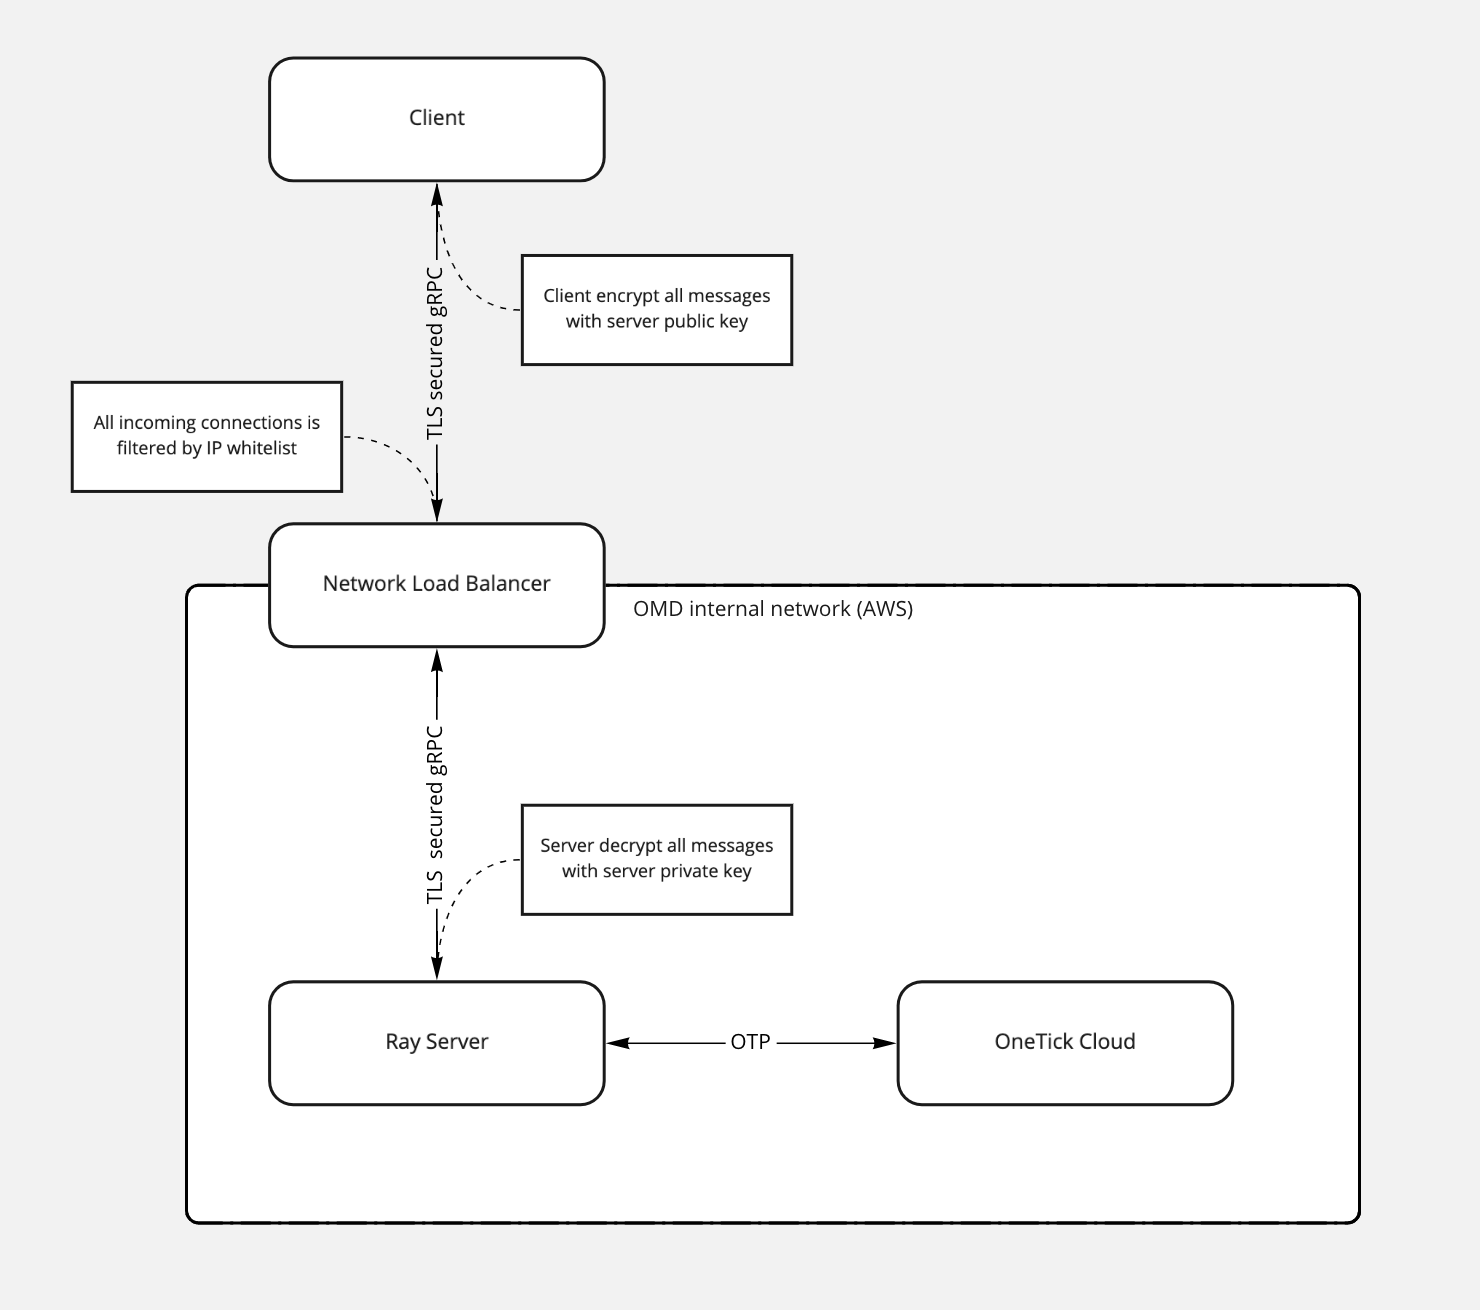 Client
Client encrypt all messages
with server public key
TLS secured gRPC
All incoming connections is
filtered by IP whitelist
Network Load Balancer
OMD internal network (AWS)
TLS secured gRPC
Server decrypt all messages
with server private key
Ray Server
OTP
OneTick Cloud